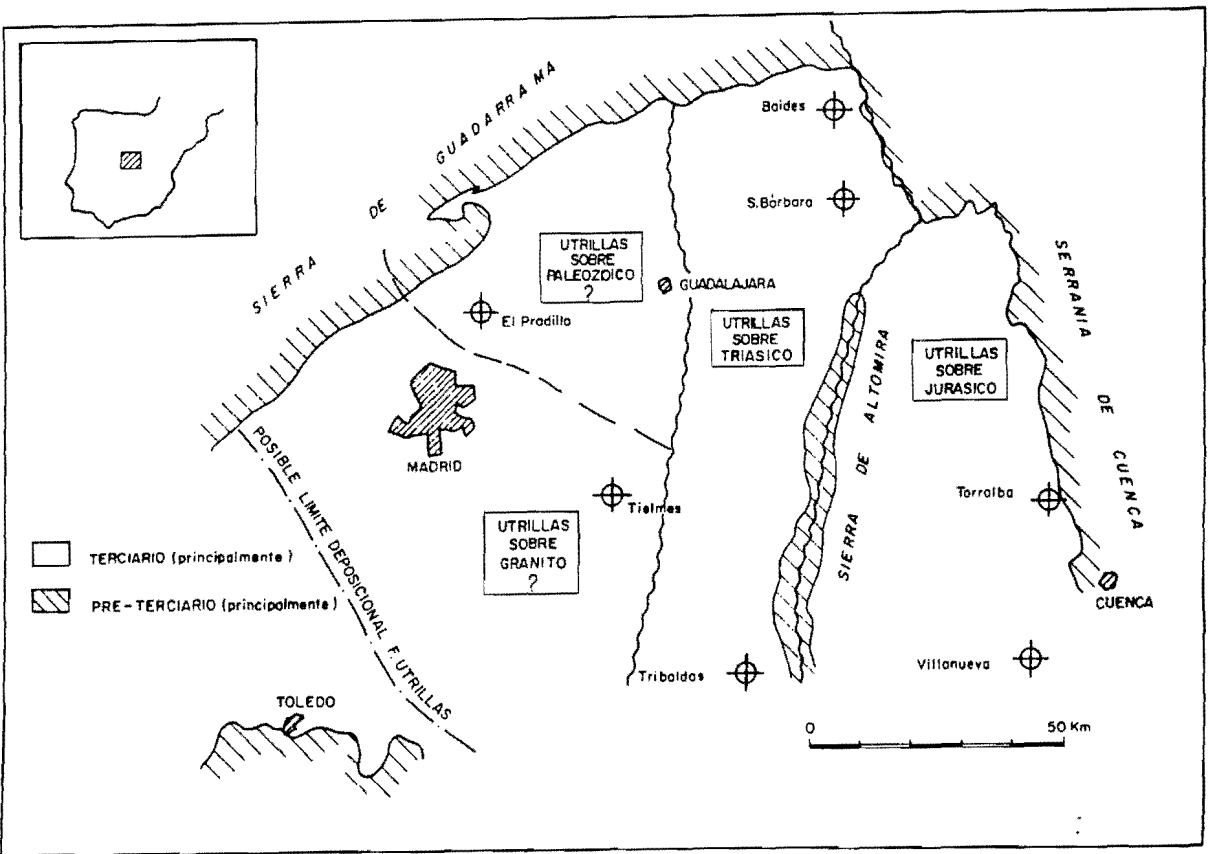 SIERRA DE GUADARRAMA
Baides
S. Bárbara
UTRILLAS
SOBRE
PALEOZOICO
?
GUADALAJARA
El Pradillo
UTRILLAS
SOBRE
TRIASICO
UTRILLAS
SOBRE
JURASICO
SERRANIA DE CUENCA
SIERRA DE ALTOMIRA
MADRID
POSIBLE LIMITE DEPOSICIONAL F. UTRILLAS
Tielmes
Torralba
UTRILLAS
SOBRE
GRANITO
?
TERCIARIO (principalmente)
PRE-TERCIARIO (principalmente)
CUENCA
Villanueva
Tribaldos
TOLEDO
0 50 Km